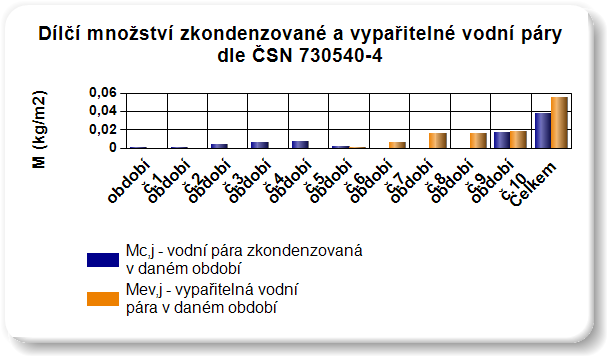 Dílčí množství zkondenzované a vypařitelné vodní páry
dle ČSN 730540-4
M (kg/m2)
0,06
0,04
0,02
0
období
č.1
období
č.2
období
č.3
období
č.4
období
č.5
období
č.6
období
č.7
období
č.8
období
č.9
období
č.10
Celkem
Mc,j - vodní pára zkondenzovaná
v daném období
Mev,j - vypařitelná vodní
pára v daném období